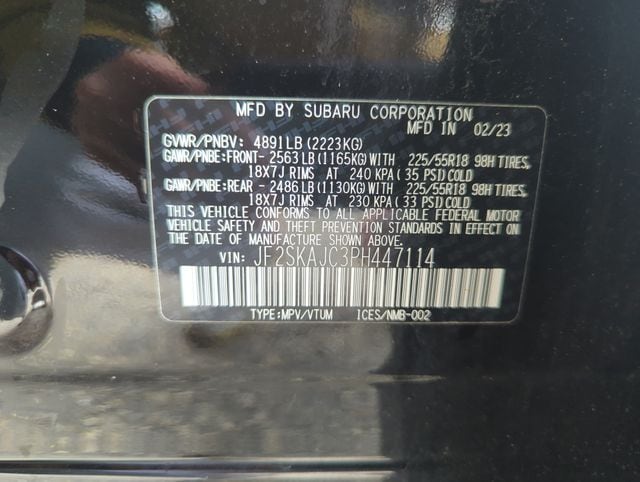 MFD BY SUBARU CORPORATION
MFD IN 02/23
GVWR/PNBV: 4891LB(2223KG)
GAWR/PNBE:FRONT- 2563LB(1165KG)WITH 225/55R18 98H TIRES,
18X7J RIMS AT 240 KPA(35 PSI)COLD
GAWR/PNBE:REAR - 2486LB(1130KG)WITH 225/55R18 98H TIRES,
18X7J RIMS AT 230 KPA(33 PSI)COLD
THIS VEHICLE CONFORMS TO ALL APPLICABLE FEDERAL MOTOR
VEHICLE SAFETY AND THEFT PREVENTION STANDARDS IN EFFECT ON
THE DATE OF MANUFACTURE SHOWN ABOVE.
VIN: JF2SKAJC3PH447114
TYPE:MPV/VTUM ICES/NMB-002